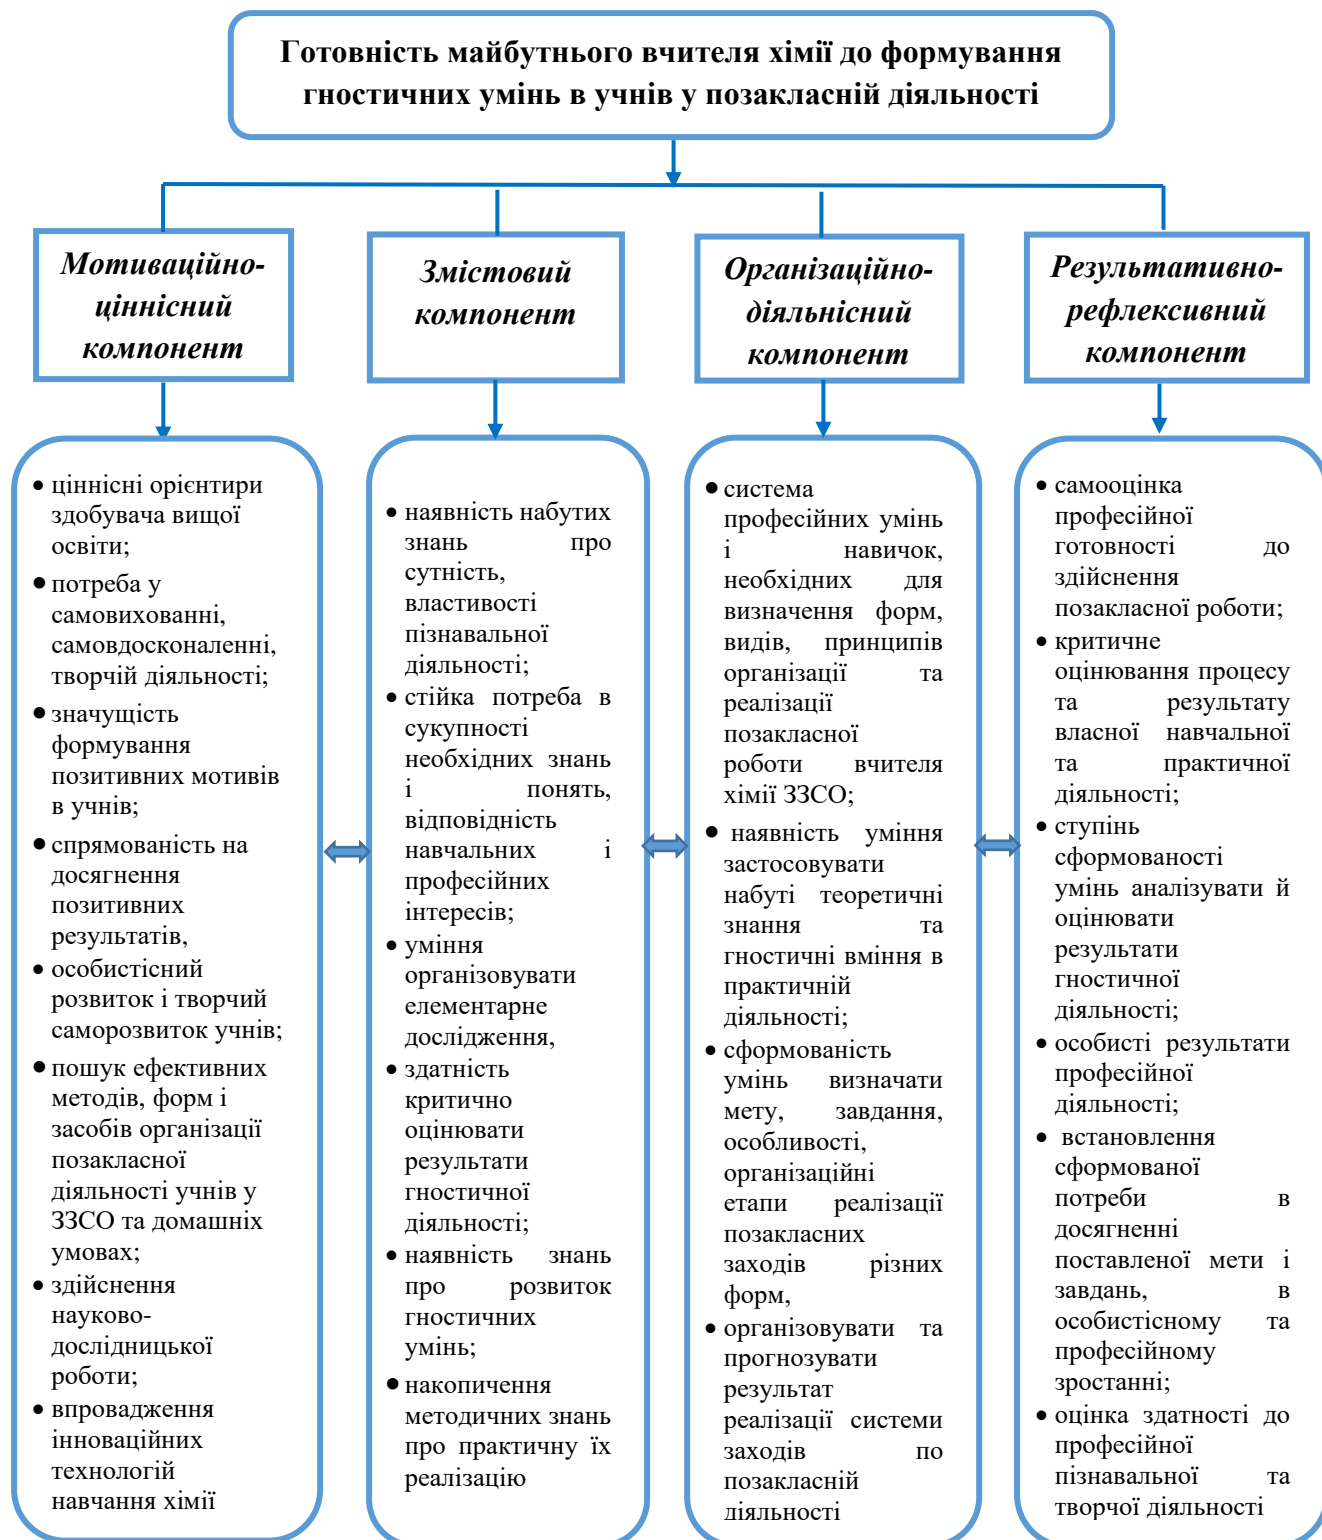 Готовність майбутнього вчителя хімії до формування
гностичних умінь в учнів у позакласній діяльності
Мотиваційно-
ціннісний
компонент
Змістовий
компонент
Організаційно-
діяльнісний
компонент
Результативно-
рефлексивний
компонент
• ціннісні орієнтири
здобувача вищої
освіти;
• потреба у
самовихованні,
самовдосконаленні,
творчій діяльності;
• значущість
формування
позитивних мотивів
в учнів;
• спрямованість на
досягнення
позитивних
результатів,
• особистісний
розвиток і творчий
саморозвиток учнів;
• пошук ефективних
методів, форм і
засобів організації
позакласної
діяльності учнів у
ЗЗСО та домашніх
умовах;
• здійснення
науково-
дослідницької
роботи;
• впровадження
інноваційних
технологій
навчання хімії
• наявність набутих
знань про
сутність,
властивості
пізнавальної
діяльності;
• стійка потреба в
сукупності
необхідних знань
і понять,
відповідність
навчальних і
професійних
інтересів;
• уміння
організовувати
елементарне
дослідження,
• здатність
критично
оцінювати
результати
гностичної
діяльності;
• наявність знань
про розвиток
гностичних
умінь;
• накопичення
методичних знань
про практичну їх
реалізацію
• система
професійних умінь
і навичок,
необхідних для
визначення форм,
видів, принципів
організації та
реалізації
позакласної
роботи вчителя
хімії ЗЗСО;
• наявність уміння
застосовувати
набуті теоретичні
знання та
гностичні вміння в
практичній
діяльності;
• сформованість
умінь визначати
мету, завдання,
особливості,
організаційні
етапи реалізації
позакласних
заходів різних
форм,
• організовувати та
прогнозувати
результат
реалізації системи
заходів по
позакласній
діяльності
• самооцінка
професійної
готовності до
здійснення
позакласної роботи;
• критичне
оцінювання процесу
та результату
власної навчальної
та практичної
діяльності;
• ступінь
сформованості
умінь аналізувати й
оцінювати
результати
гностичної
діяльності;
• особисті результати
професійної
діяльності;
• встановлення
сформованої
потреби в
досягненні
поставленої мети і
завдань, в
особистісному та
професійному
зростанні;
• оцінка здатності до
професійної
пізнавальної та
творчої діяльності